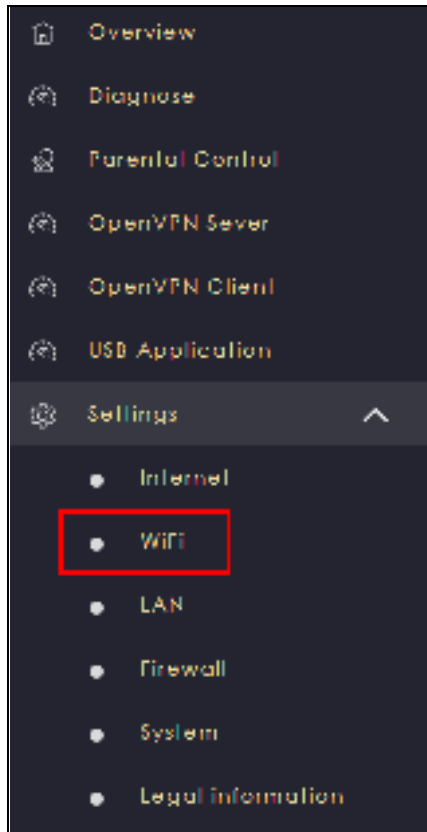 Overview
Diagnose
Parental Control
OpenVPN Sever
OpenVPN Client
USB Application
Settings
Internet
WiFi
LAN
Firewall
System
Legal information